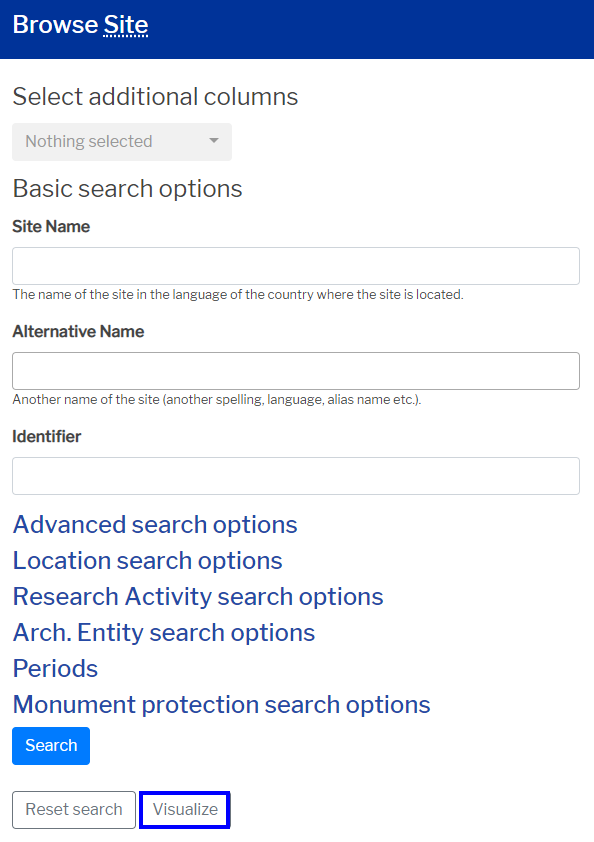 Browse Site
Select additional columns
Nothing selected
Basic search options
Site Name
The name of the site in the language of the country where the site is located.
Alternative Name
Another name of the site (another spelling, language, alias name etc.).
Identifier
Advanced search options
Location search options
Research Activity search options
Arch. Entity search options
Periods
Monument protection search options
Search
Reset search Visualize